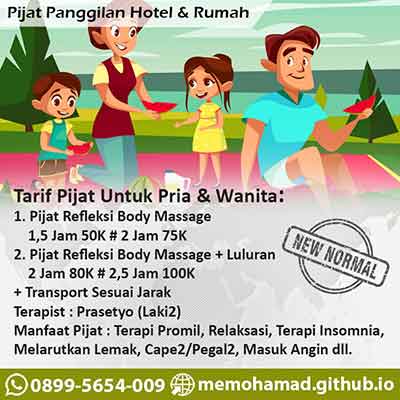 Pijat Panggilan Hotel & Rumah
Tarif Pijat Untuk Pria & Wanita:
1. Pijat Refleksi Body Massage
1,5 Jam 50K # 2 Jam 75K
2. Pijat Refleksi Body Massage + Luluran
2 Jam 80K # 2,5 Jam 100K
+ Transport Sesuai Jarak
Terapist : Prasetyo (Laki2)
Manfaat Pijat : Terapi Promil, Relaksasi, Terapi Insomnia,
Melarutkan Lemak, Cape2/Pegal2, Masuk Angin dll.
NEW NORMAL
0899-5654-009 memohamad.github.io